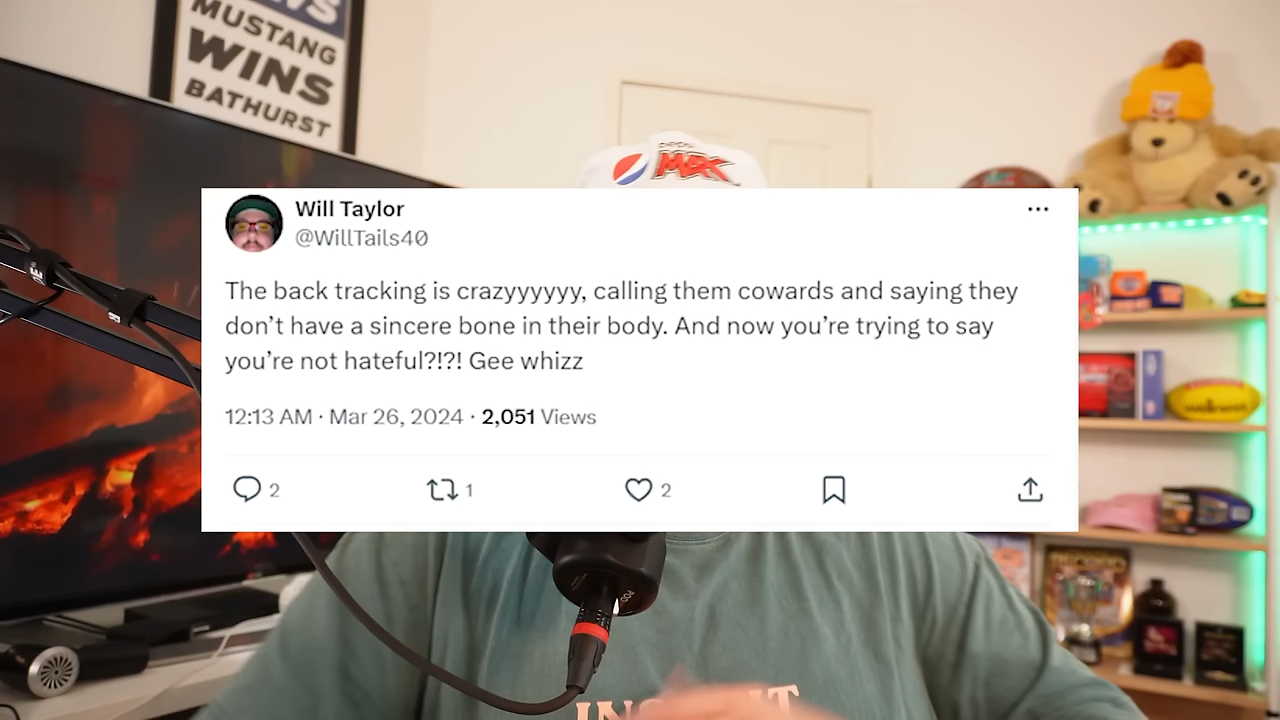 MUSTANG
WINS
BATHURST
MAX
Will Taylor
@WillTails40
The back tracking is crazyyyyyy, calling them cowards and saying they
don’t have a sincere bone in their body. And now you’re trying to say
you’re not hateful?!?! Gee whizz
12:13 AM · Mar 26, 2024 · 2,051 Views
2
1
2